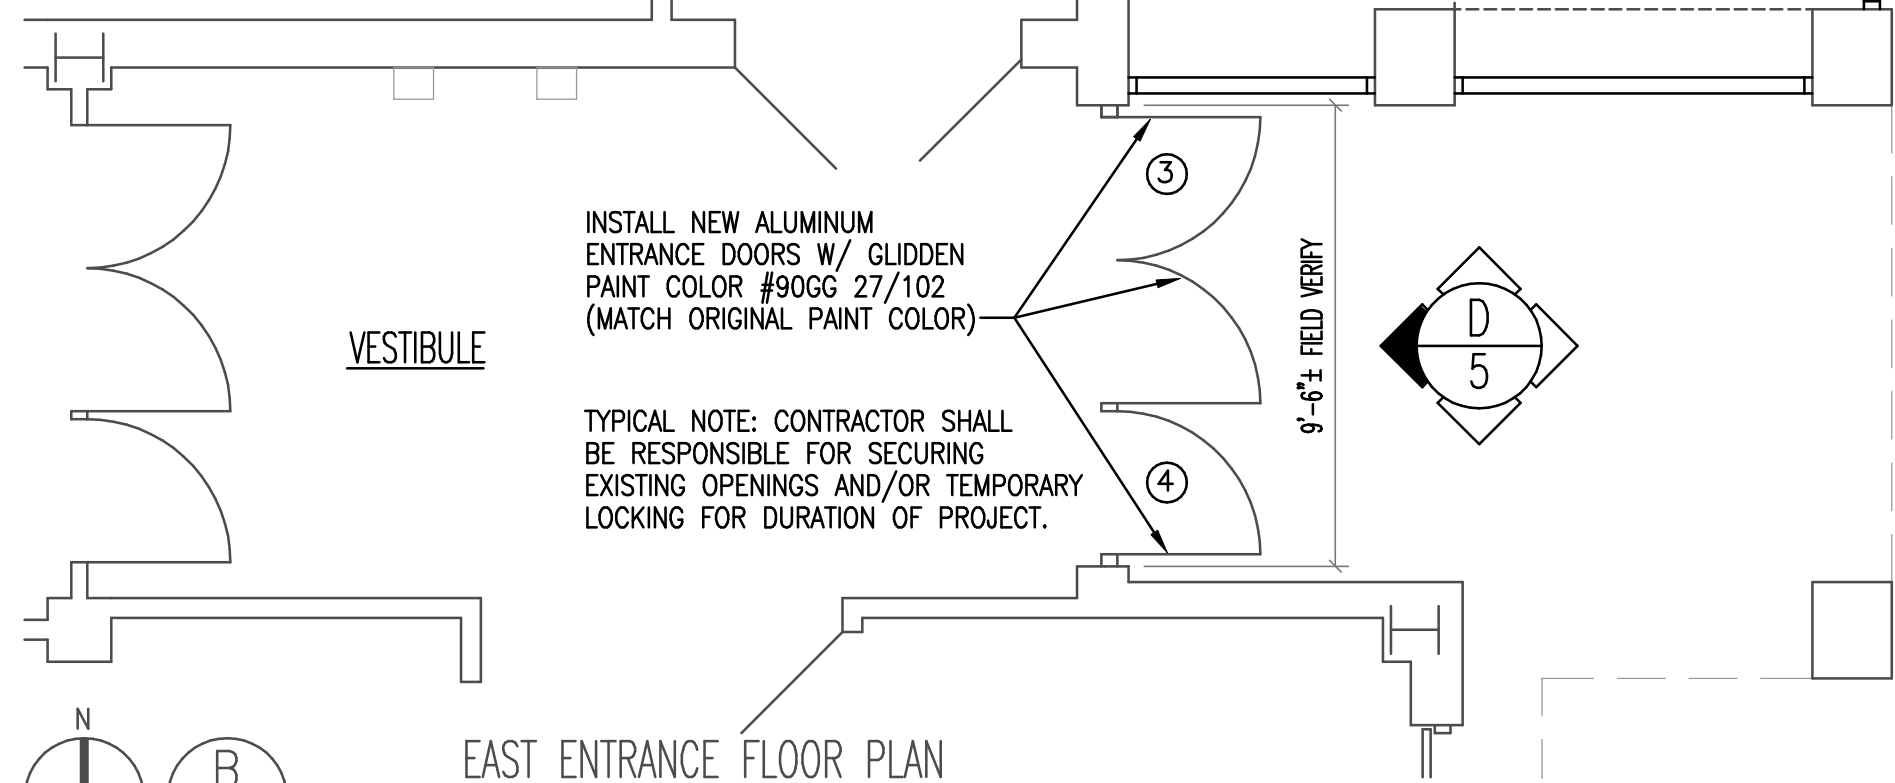 INSTALL NEW ALUMINUM
ENTRANCE DOORS W/ GLIDDEN
PAINT COLOR #90GG 27/102
(MATCH ORIGINAL PAINT COLOR)
3
9'-6"± FIELD VERIFY
D
5
VESTIBULE
TYPICAL NOTE: CONTRACTOR SHALL
BE RESPONSIBLE FOR SECURING
EXISTING OPENINGS AND/OR TEMPORARY
LOCKING FOR DURATION OF PROJECT.
4
N
B
EAST ENTRANCE FLOOR PLAN